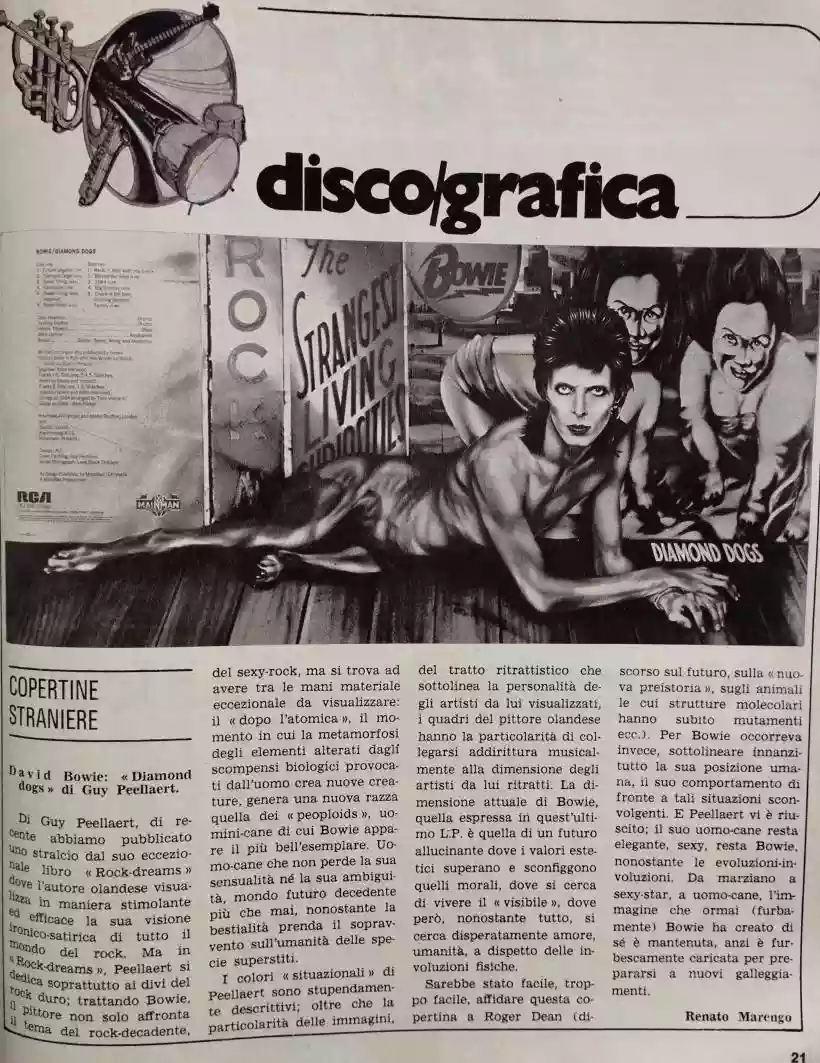 disco/grafica
BOWIE/DIAMOND DOGS
RCA
MAINMAN
ROC
The
STRANGEST
LIVING
CURIOSITIES
BOWIE
DIAMOND DOGS
COPERTINE
STRANIERE
David Bowie: «Diamond
dogs» di Guy Peellaert.
Di Guy Peellaert, di re-
cente abbiamo pubblicato
uno stralcio dal suo eccezio-
nale libro «Rock-dreams»
dove l'autore olandese visua-
lizza in maniera stimolante
ed efficace la sua visione
ironico-satirica di tutto il
mondo del rock. Ma in
«Rock-dreams», Peellaert si
dedica soprattutto ai divi del
rock duro; trattando Bowie,
il pittore non solo affronta
il tema del rock-decadente,
del sexy-rock, ma si trova ad
avere tra le mani materiale
eccezionale da visualizzare:
il «dopo l'atomica», il mo-
mento in cui la metamorfosi
degli elementi alterati dagli
scompensi biologici provoca-
ti dall'uomo crea nuove crea-
ture, genera una nuova razza
quella dei «peoploids», uo-
mini-cane di cui Bowie appa-
re il più bell'esemplare. Uo-
mo-cane che non perde la sua
sensualità né la sua ambigui-
tà, mondo futuro decedente
più che mai, nonostante la
bestialità prenda il soprav-
vento sull'umanità delle spe-
cie superstiti.
I colori «situazionali» di
Peellaert sono stupendamen-
te descrittivi; oltre che la
particolarità delle immagini,
del tratto ritrattistico che
sottolinea la personalità de-
gli artisti da lui visualizzati,
i quadri del pittore olandese
hanno la particolarità di col-
legarsi addirittura musical-
mente alla dimensione degli
artisti da lui ritratti. La di-
mensione attuale di Bowie,
quella espressa in quest'ulti-
mo L.P. è quella di un futuro
allucinante dove i valori este-
tici superano e sconfiggono
quelli morali, dove si cerca
di vivere il «visibile», dove
però, nonostante tutto, si
cerca disperatamente amore,
umanità, a dispetto delle in-
voluzioni fisiche.
Sarebbe stato facile, trop-
po facile, affidare questa co-
pertina a Roger Dean (di-
scorso sul futuro, sulla «nuo-
va preistoria», sugli animali
le cui strutture molecolari
hanno subìto mutamenti
ecc.). Per Bowie occorreva
invece, sottolineare innanzi-
tutto la sua posizione uma-
na, il suo comportamento di
fronte a tali situazioni scon-
volgenti. E Peellaert vi è riu-
scito; il suo uomo-cane resta
elegante, sexy, resta Bowie,
nonostante le evoluzioni-in-
voluzioni. Da marziano a
sexy-star, a uomo-cane, l'im-
magine che ormai (furba-
mente) Bowie ha creato di
sé è mantenuta, anzi è fur-
bescamente caricata per pre-
pararsi a nuovi galleggia-
menti.
Renato Marengo
21